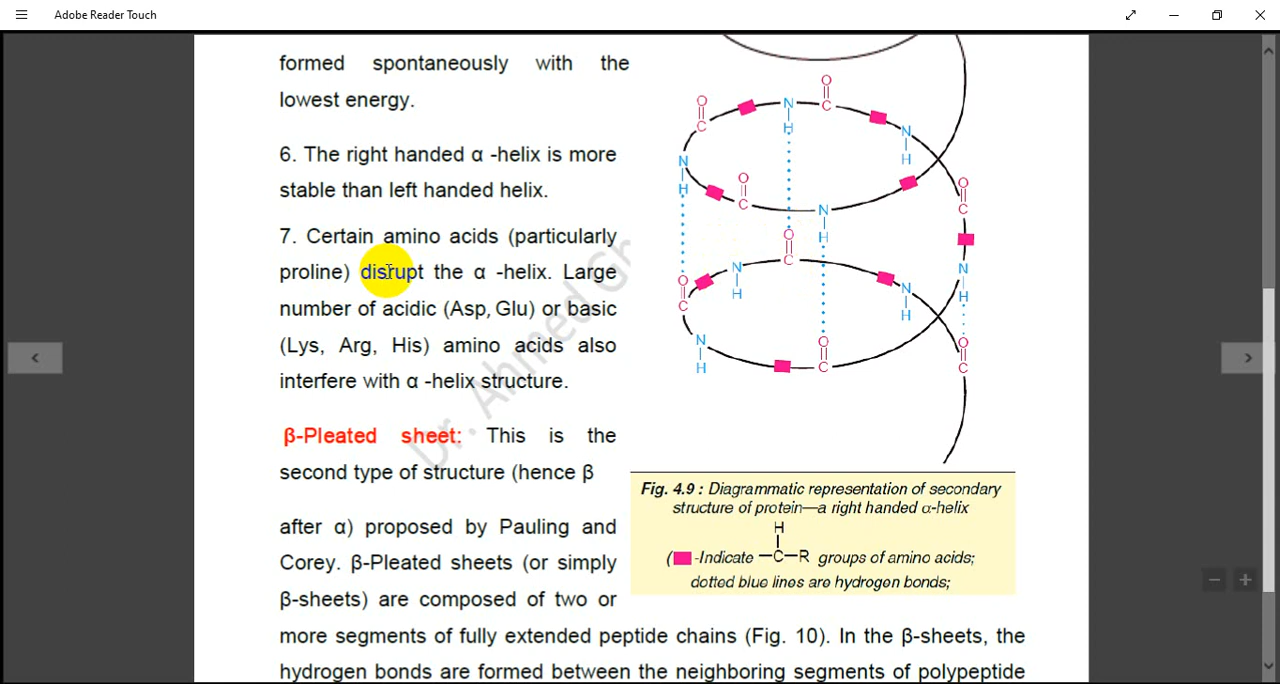 Adobe Reader Touch
formed spontaneously with the
lowest energy.
6. The right handed α -helix is more
stable than left handed helix.
7. Certain amino acids (particularly
proline) disrupt the α -helix. Large
number of acidic (Asp, Glu) or basic
(Lys, Arg, His) amino acids also
interfere with α -helix structure.
β-Pleated sheet: This is the
second type of structure (hence β
after α) proposed by Pauling and
Corey. β-Pleated sheets (or simply
β-sheets) are composed of two or
more segments of fully extended peptide chains (Fig. 10). In the β-sheets, the
hydrogen bonds are formed between the neighboring segments of polypeptide
O
C
N
H
O
C
N
H
N
H
O
C
N
H
O
C
O
C
N
H
O
C
N
H
N
H
O
C
N
H
O
C
O
C
Fig. 4.9 : Diagrammatic representation of secondary
structure of protein—a right handed α-helix
H
( -Indicate –C–R groups of amino acids;
dotted blue lines are hydrogen bonds;
Dr. Ahmed Gh